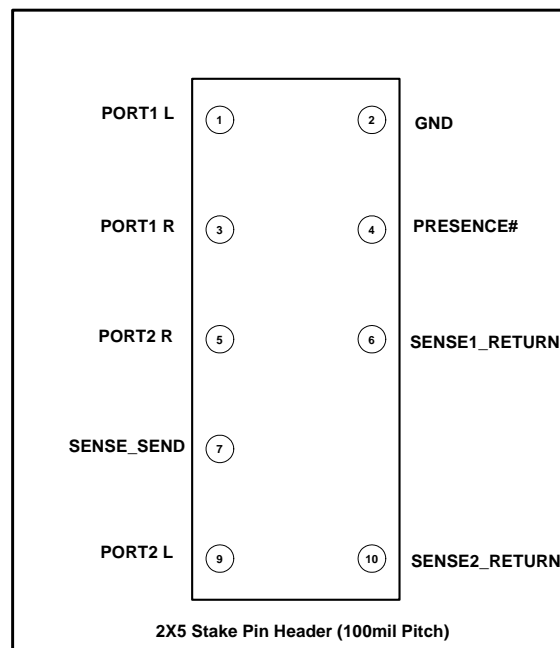 PORT1 L 1 2 GND
PORT1 R 3 4 PRESENCE#
PORT2 R 5 6 SENSE1_RETURN
SENSE_SEND 7
PORT2 L 9 10 SENSE2_RETURN
2X5 Stake Pin Header (100mil Pitch)